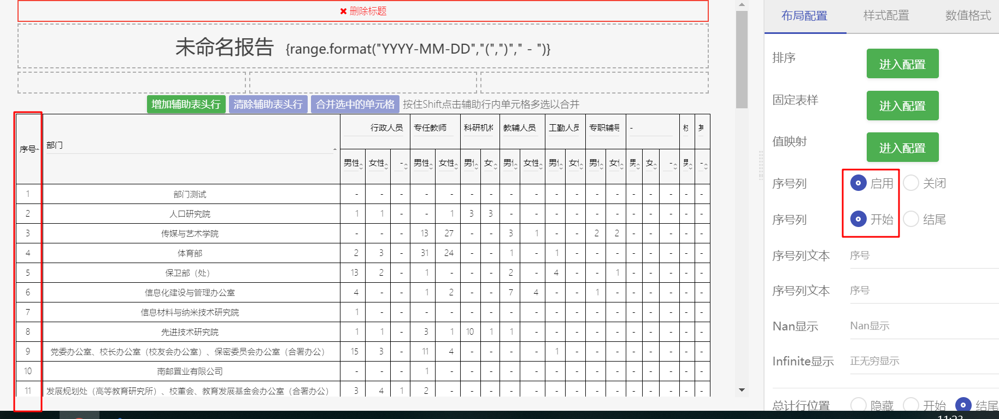 ✖ 删除标题
未命名报告 {range.format("YYYY-MM-DD","(",")"," - ")}
增加辅助表头行 清除辅助表头行 合并选中的单元格 按住Shift点击辅助行内单元格多选以合并
序号 部门 行政人员 专任教师 科研机 教辅人员 工勤人员 专职辅导 -
男性 女性 - 男性 女性 男 女 男 女性 男 女 男 女 男 女 - 男 -
1 部门测试 - - - - - - - - - - - - - - - - - -
2 人口研究院 1 1 - - 1 3 3 - - - - - - - - - - -
3 传媒与艺术学院 - - - 13 27 - - 3 1 - - 2 2 - - - - -
4 体育部 2 3 - 31 24 - - 1 - 1 - - - - - - - -
5 保卫部（处） 13 2 - 1 - - - 2 - 4 - - 1 - - - - -
6 信息化建设与管理办公室 4 - - 1 2 - - 7 4 - - 1 - - - - - -
7 信息材料与纳米技术研究院 1 - - - - - - - - - - - - - - - - -
8 先进技术研究院 1 1 - 3 1 10 1 1 - - - - - - - - - -
9 党委办公室、校长办公室（校友会办公室）、保密委员会办公室（合署办公） 15 3 - 11 4 - - - - 1 - - - - - - - -
10 南邮置业有限公司 - - - 1 - - - - - - - - - - - - - -
11 发展规划处（高等教育研究所）、校董会、教育发展基金会办公室（合署办公） 3 4 1 2 - - - - - - - - - - - - - -
布局配置 样式配置 数值格式
排序 进入配置
固定表样 进入配置
值映射 进入配置
序号列 启用 关闭
序号列 开始 结尾
序号列文本 序号
序号列文本 序号
Nan显示 Nan显示
Infinite显示 正无穷显示
总计行位置 隐藏 开始 结尾
11:23